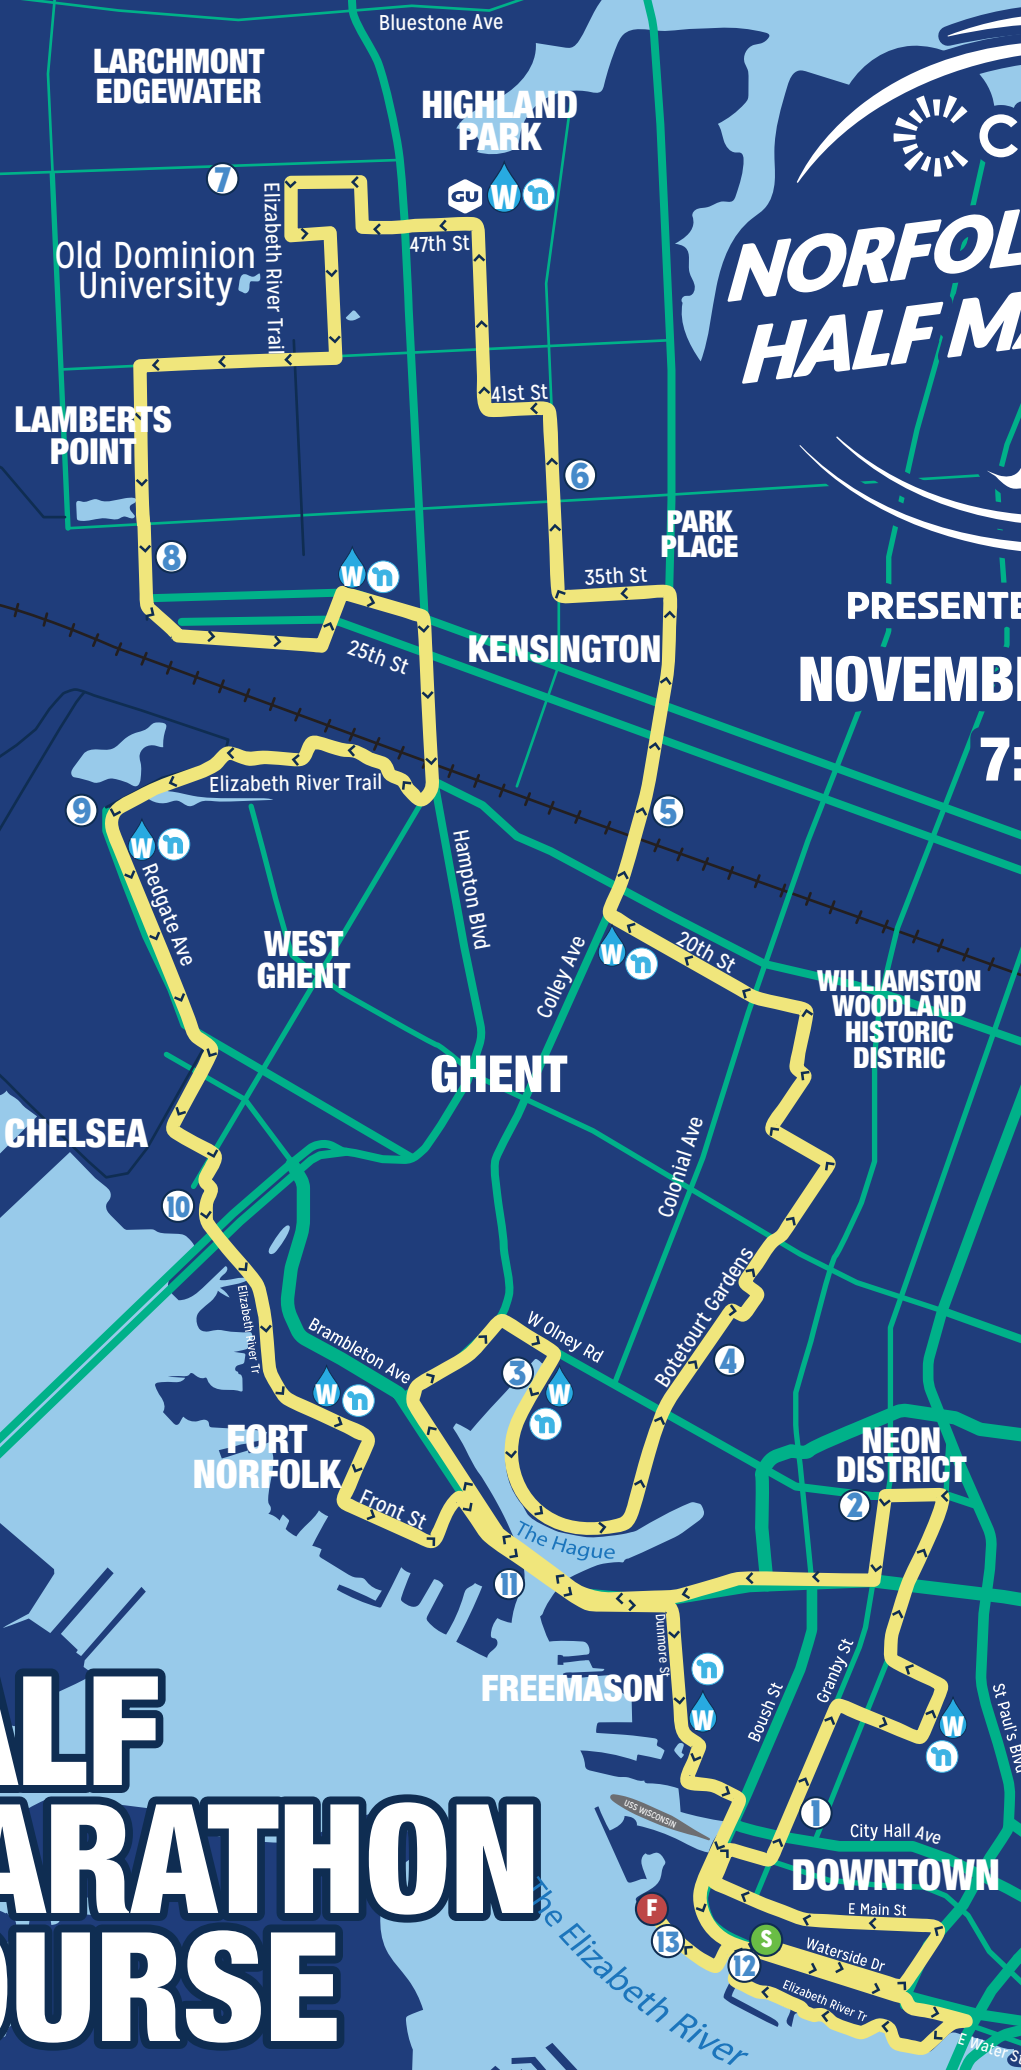 Bluestone Ave
LARCHMONT
EDGEWATER
HIGHLAND
PARK
C
7
GU
W
n
Elizabeth River Trail
47th St
Old Dominion
University
NORFOL
HALF MA
41st St
LAMBERTS
POINT
6
PARK
PLACE
8
W
n
35th St
PRESENTE
25th St
KENSINGTON
NOVEMB
7:
Elizabeth River Trail
9
5
W
n
Redgate Ave
Hampton Blvd
WEST
GHENT
20th St
Colley Ave
W
n
WILLIAMSTON
WOODLAND
HISTORIC
DISTRIC
GHENT
CHELSEA
Colonial Ave
10
Elizabeth River Tr
Botetourt Gardens
Brambleton Ave
W Olney Rd
3
4
W
n
W
n
FORT
NORFOLK
NEON
DISTRICT
Front St
2
The Hague
11
Dunmore St
FREEMASON
n
W
Boush St
Granby St
St Paul's Blvd
W
n
ALF
USS WISCONSIN
1
City Hall Ave
ARATHON
DOWNTOWN
The Elizabeth River
F
13
E Main St
S
12
Waterside Dr
OURSE
Elizabeth River Tr
E Water S